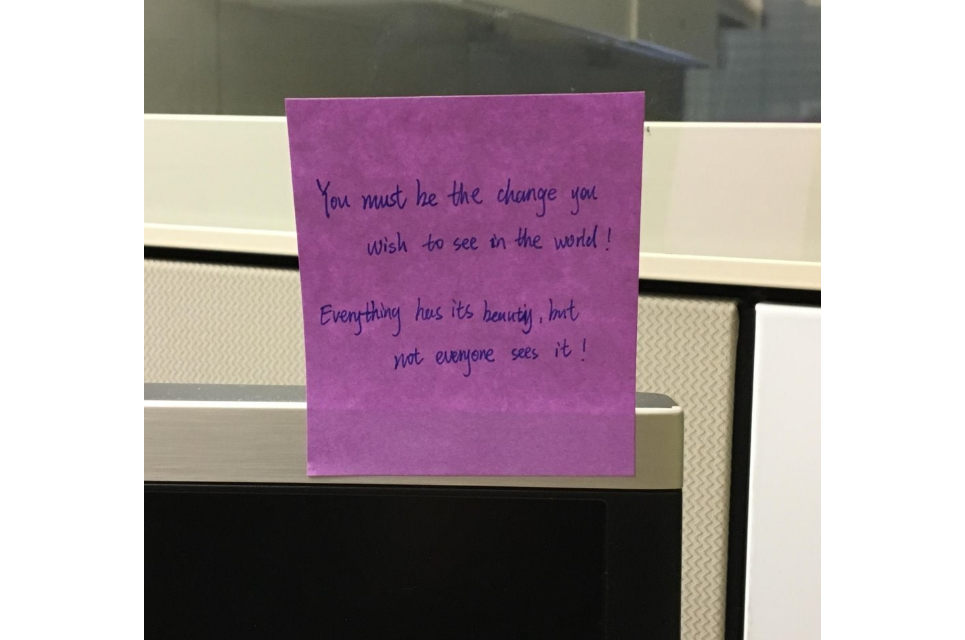 You must be the change you
wish to see in the world!
Everything has its beauty, but
not everyone sees it!